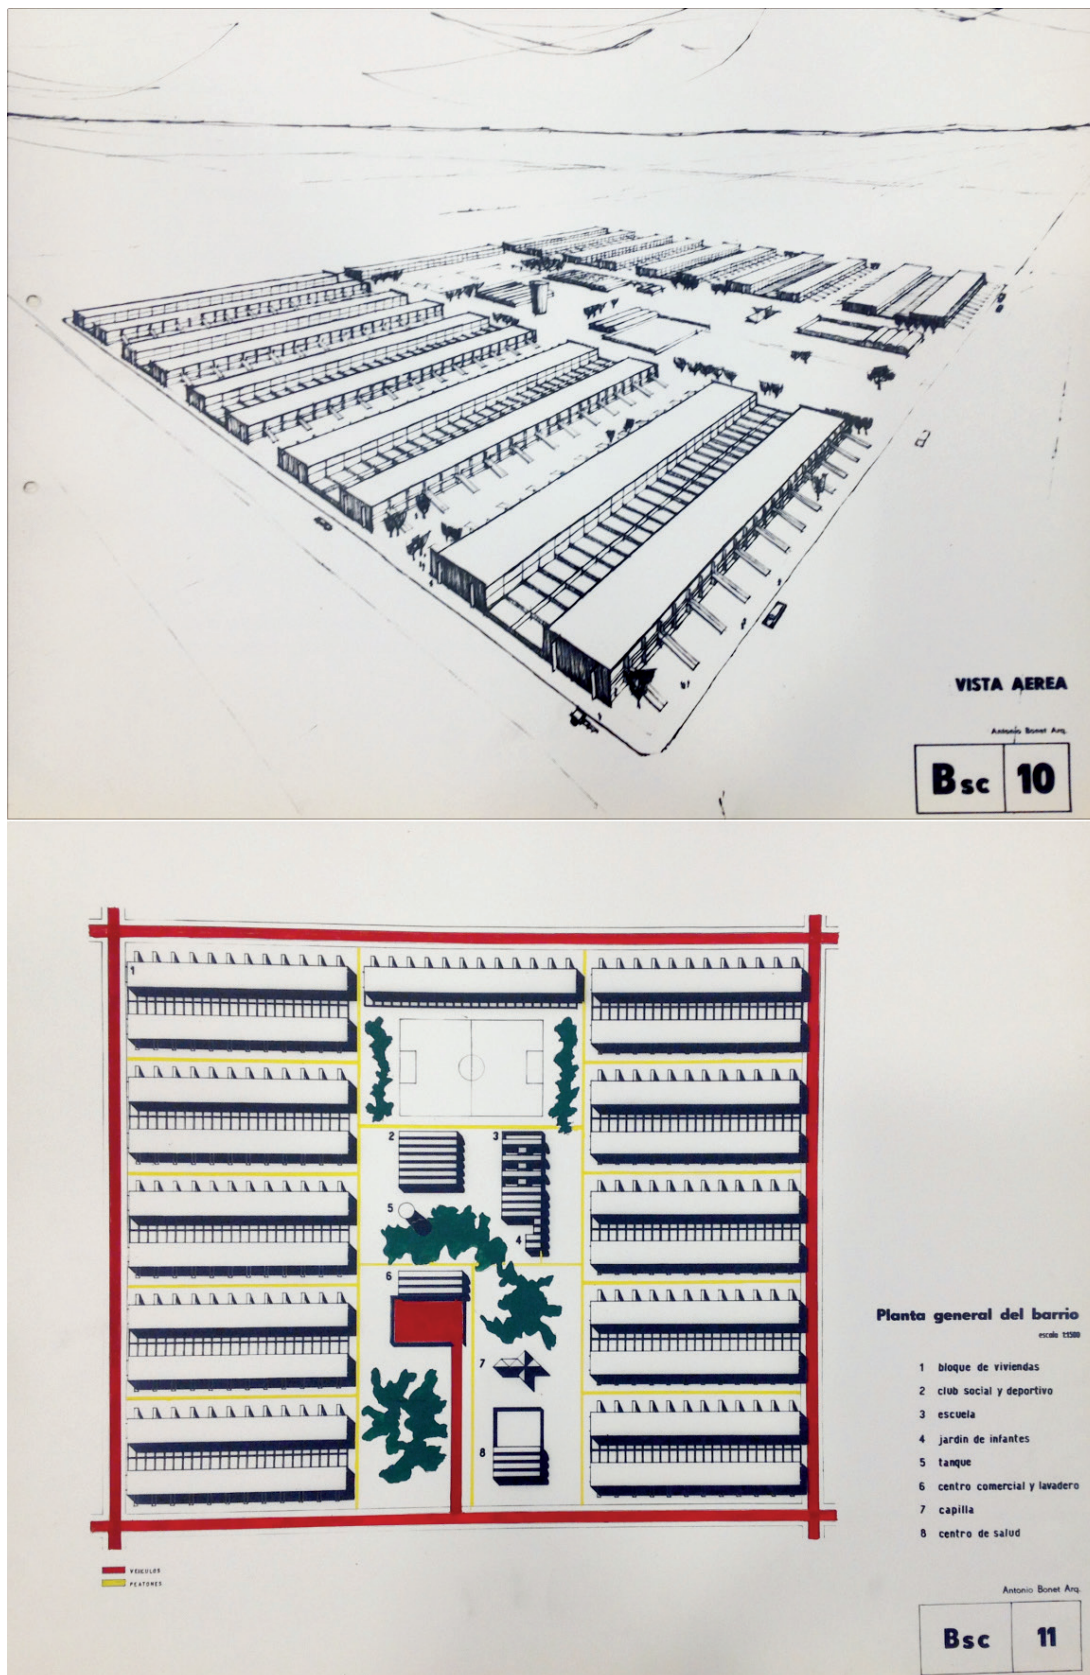 VISTA AEREA
Antonio Bonet Arq.
Bsc 10
1
2
3
5
4
6
7
8
Planta general del barrio
escala 1:1500
1 bloque de viviendas
2 club social y deportivo
3 escuela
4 jardin de infantes
5 tanque
6 centro comercial y lavadero
7 capilla
8 centro de salud
VEICULOS
PEATONES
Antonio Bonet Arq.
Bsc 11